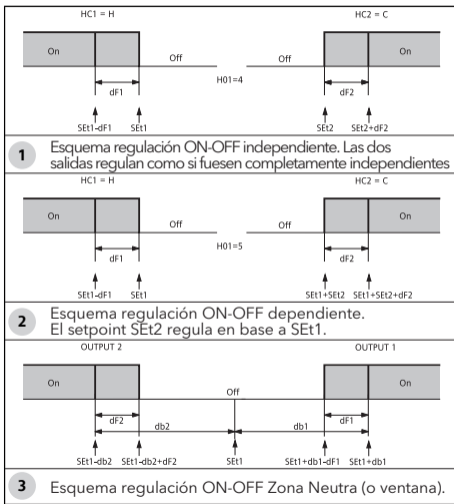 HC1 = H HC2 = C
On Off Off On
H01=4
dF1 dF2
SEt1-dF1 SEt1 SEt2 SEt2+dF2
1 Esquema regulación ON-OFF independiente. Las dos
salidas regulan como si fuesen completamente independientes
HC1 = H HC2 = C
On Off Off On
H01=5
dF1 dF2
SEt1-dF1 SEt1 SEt1+SEt2 SEt1+SEt2+dF2
2 Esquema regulación ON-OFF dependiente.
El setpoint SEt2 regula en base a SEt1.
OUTPUT 2 OUTPUT 1
On Off On
dF2 dF1
db2 db1
SEt1-db2 SEt1-db2+dF2 SEt1 SEt1+db1-dF1 SEt1+db1
3 Esquema regulación ON-OFF Zona Neutra (o ventana).